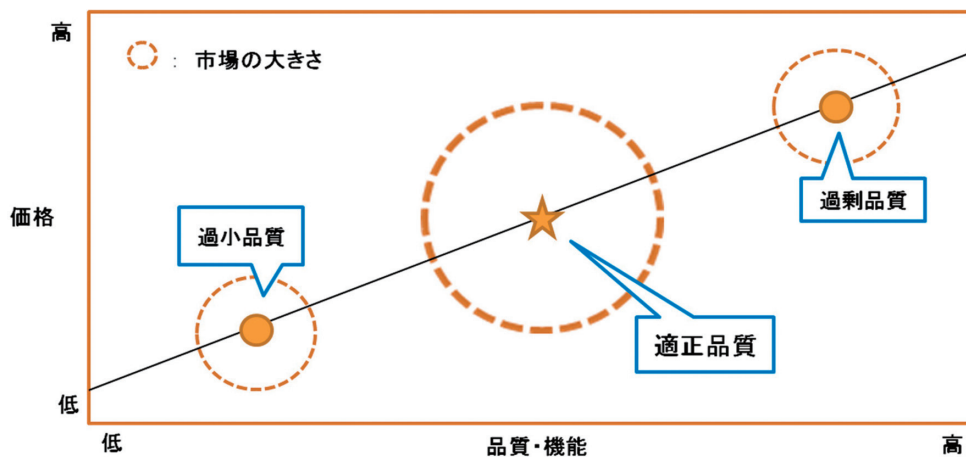 高
： 市場の大きさ
価格
過小品質
過剰品質
適正品質
低
低
品質・機能
高